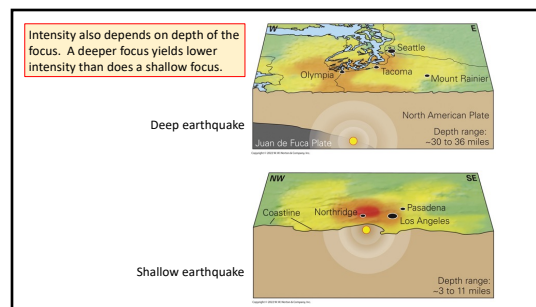 Intensity also depends on depth of the
focus. A deeper focus yields lower
intensity than does a shallow focus.
W
E
Seattle
Olympia
Tacoma
Mount Rainier
Deep earthquake
North American Plate
Juan de Fuca Plate
Depth range:
~30 to 36 miles
NW
SE
Coastline
Northridge
Pasadena
Los Angeles
Shallow earthquake
Depth range:
~3 to 11 miles